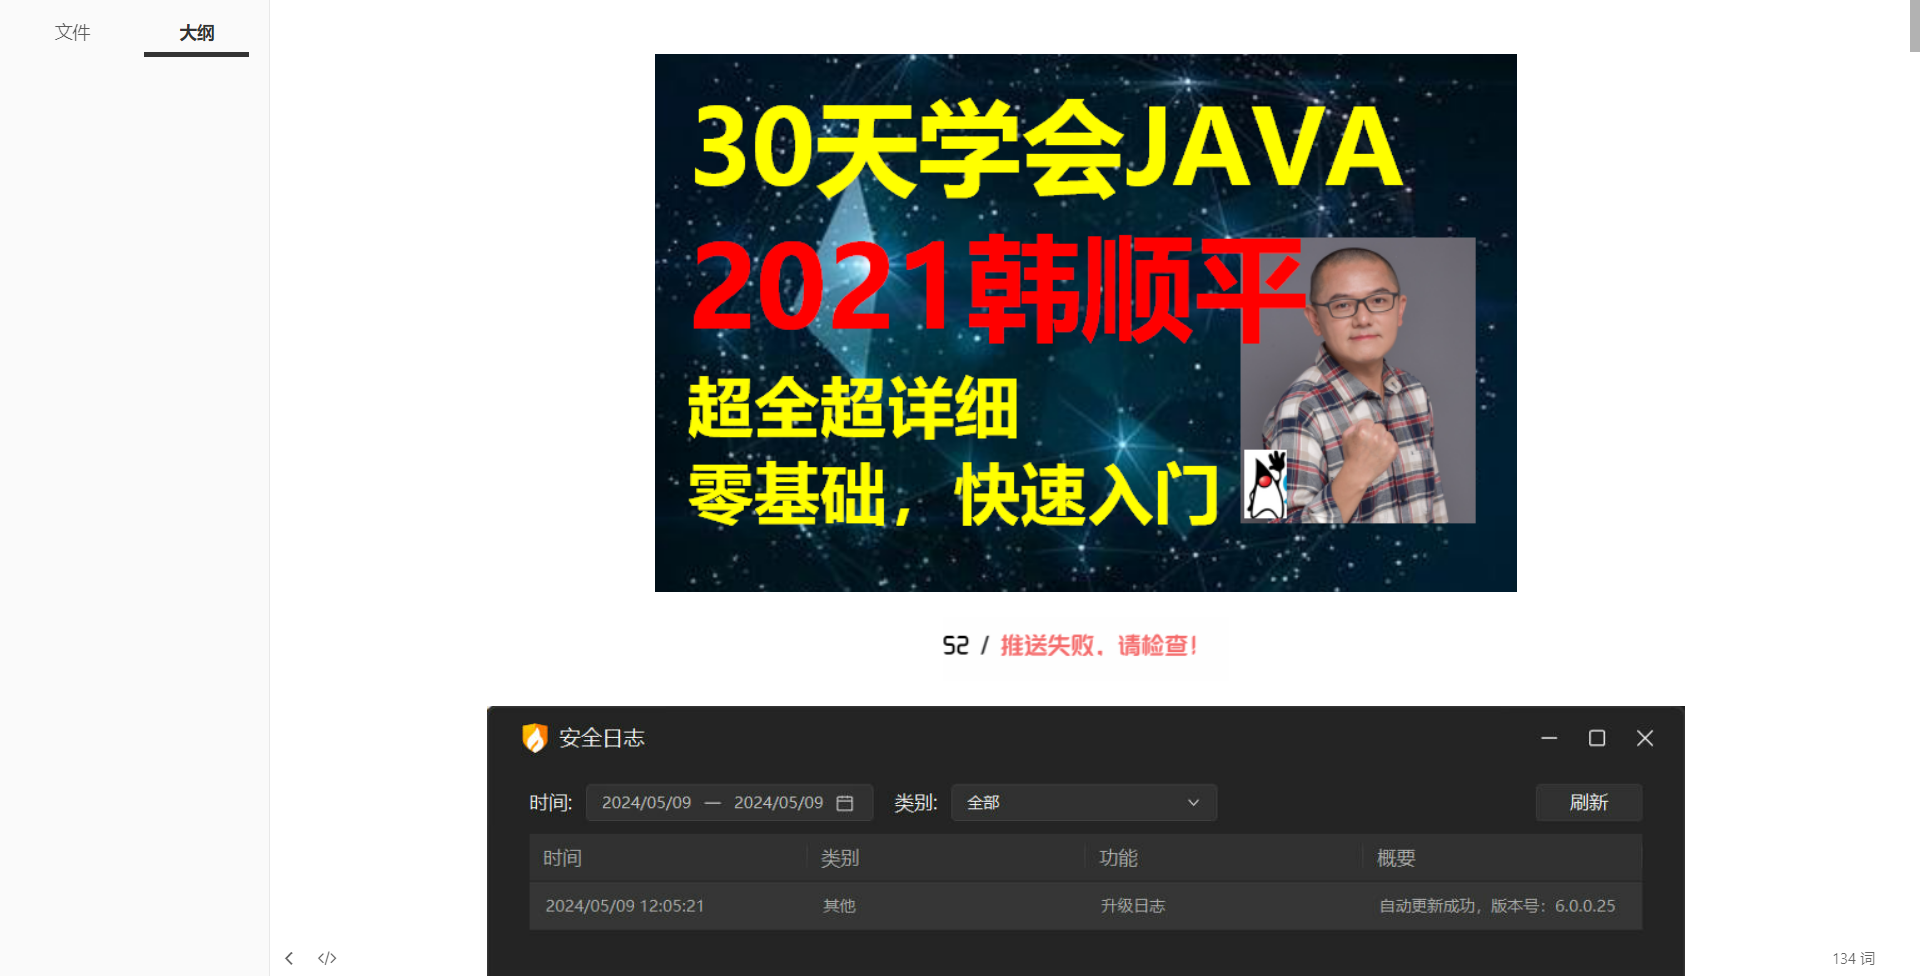 文件 大纲
30天学会JAVA
2021韩顺平
超全超详细
零基础，快速入门
52 / 推送失败、请检查！
安全日志
时间: 2024/05/09 — 2024/05/09 类别: 全部 刷新
时间 类别 功能 概要
2024/05/09 12:05:21 其他 升级日志 自动更新成功，版本号：6.0.0.25
134 词